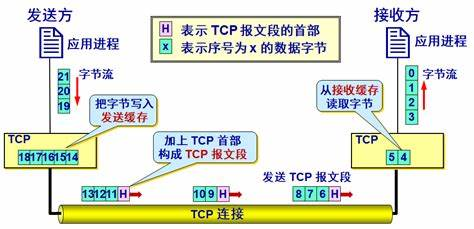 发送方
接收方
H 表示 TCP 报文段的首部
x 表示序号为 x 的数据字节
应用进程
应用进程
21
20
19
字节流
0
1
2
3
字节流
把字节写入
发送缓存
从接收缓存
读取字节
TCP
18 17 16 15 14
TCP
5 4
加上 TCP 首部
构成 TCP 报文段
发送 TCP 报文段
13 12 11 H
10 9 H
8 7 6 H
TCP 连接